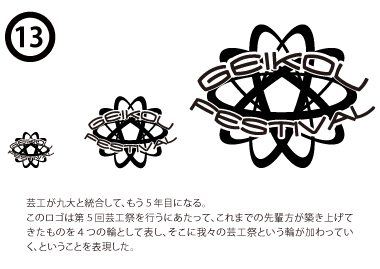 13
GEIKOU
FESTIVAL
GEIKOU
FESTIVAL
GEIKOU
FESTIVAL
芸工が九大と統合して、もう5年目になる。
このロゴは第5回芸工祭を行うにあたって、これまでの先輩方が築き上げて
きたものを4つの輪として表し、そこに我々の芸工祭という輪が加わってい
く、ということを表現した。